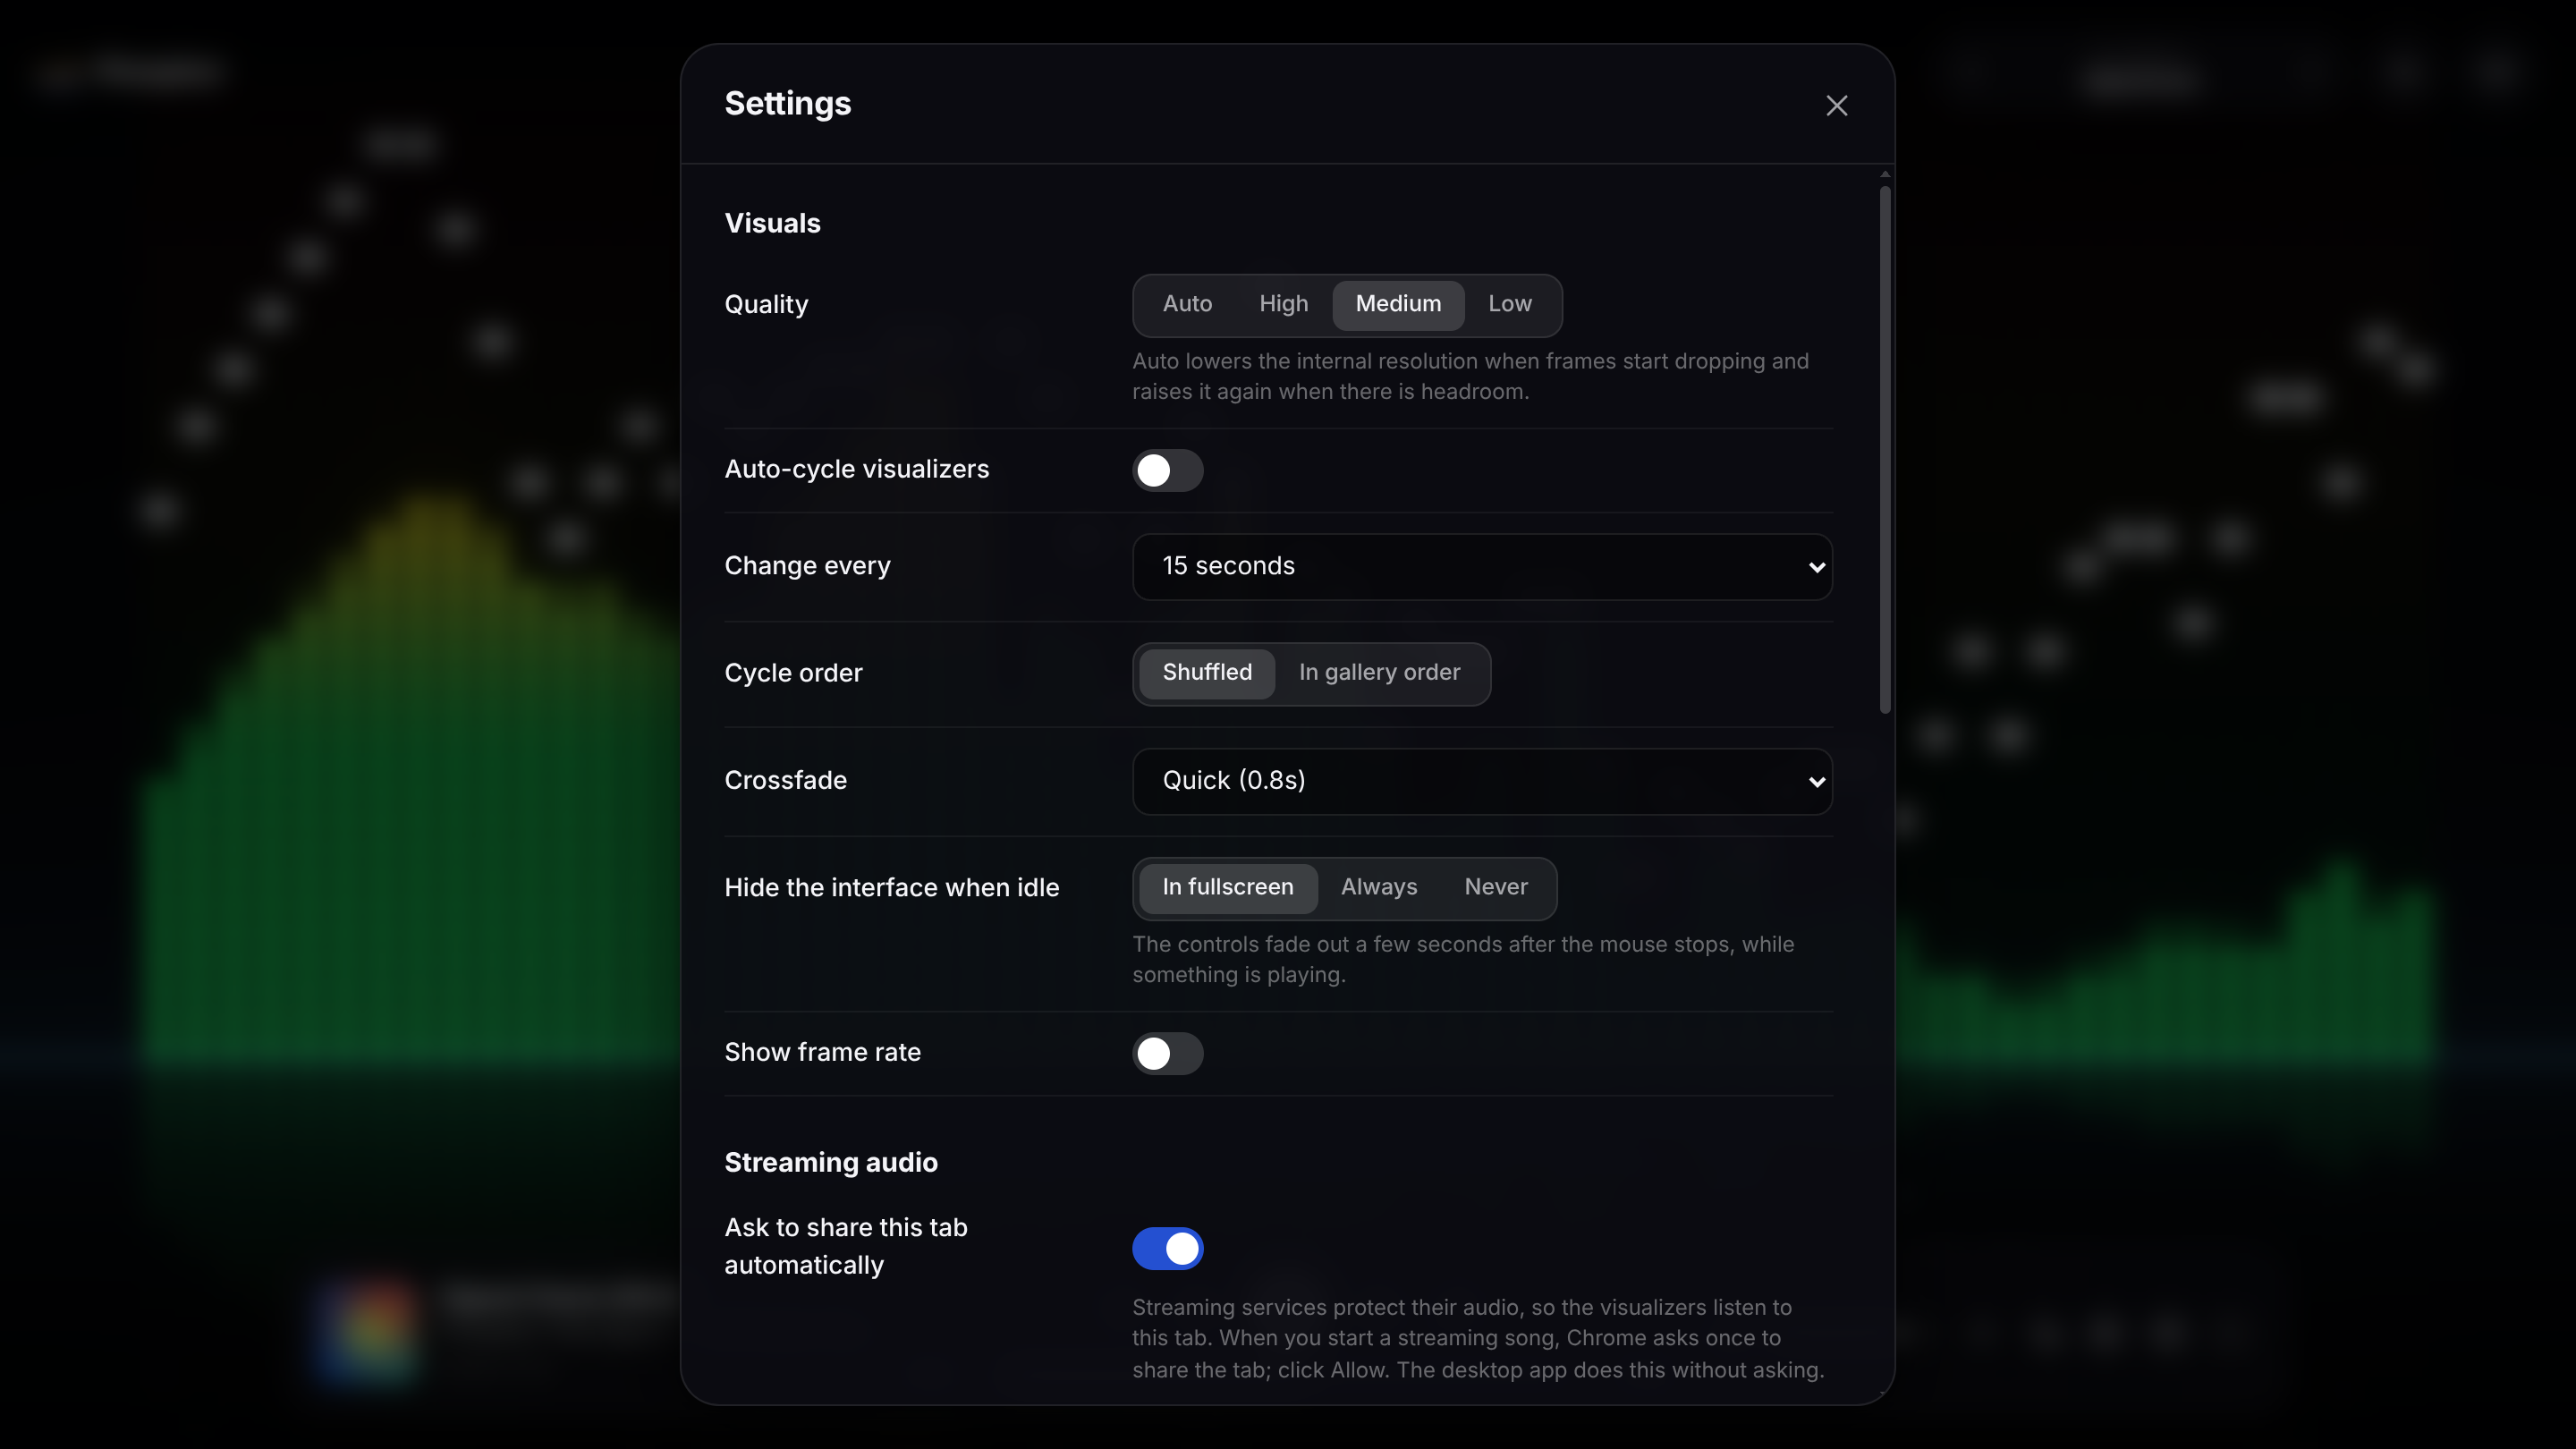 Settings
Visuals
Quality
Auto High Medium Low
Auto lowers the internal resolution when frames start dropping and
raises it again when there is headroom.
Auto-cycle visualizers
Change every
15 seconds
Cycle order
Shuffled In gallery order
Crossfade
Quick (0.8s)
Hide the interface when idle
In fullscreen Always Never
The controls fade out a few seconds after the mouse stops, while
something is playing.
Show frame rate
Streaming audio
Ask to share this tab
automatically
Streaming services protect their audio, so the visualizers listen to
this tab. When you start a streaming song, Chrome asks once to
share the tab; click Allow. The desktop app does this without asking.